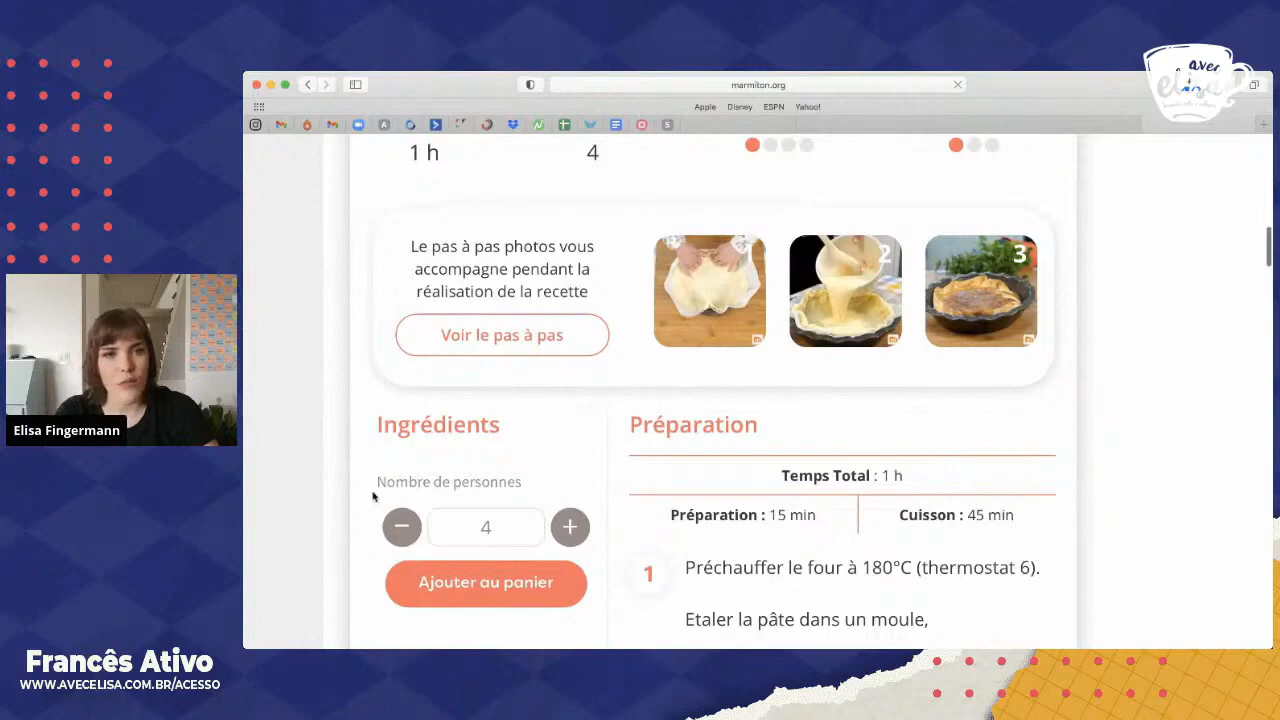 avec
elisa
marmiton.org
Apple Disney ESPN Yahoo!
1 h
4
Le pas à pas photos vous
accompagne pendant la
réalisation de la recette
Voir le pas à pas
2
3
Ingrédients
Nombre de personnes
− 4 +
Ajouter au panier
Préparation
Temps Total : 1 h
Préparation : 15 min
Cuisson : 45 min
1
Préchauffer le four à 180°C (thermostat 6).
Etaler la pâte dans un moule,
Elisa Fingermann
Francês Ativo
WWW.AVECELISA.COM.BR/ACESSO